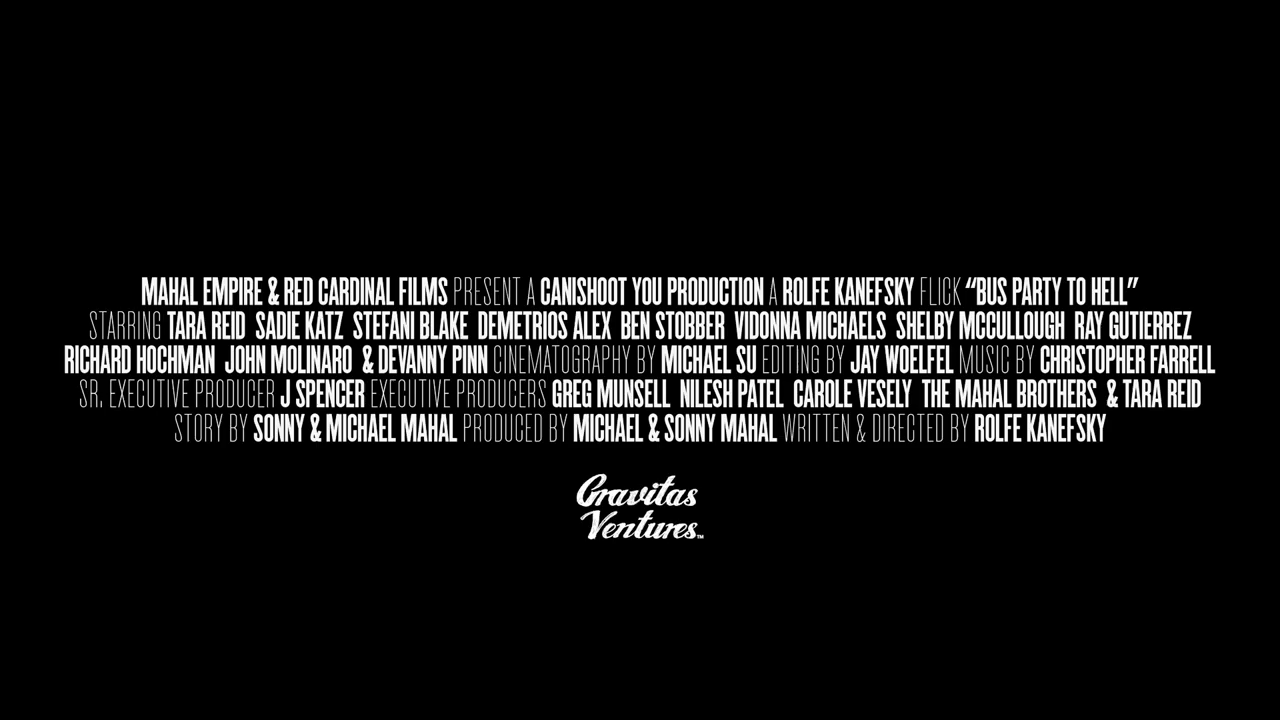 MAHAL EMPIRE & RED CARDINAL FILMS PRESENT A CANISHOOT YOU PRODUCTION A ROLFE KANEFSKY FLICK “BUS PARTY TO HELL”
STARRING TARA REID SADIE KATZ STEFANI BLAKE DEMETRIOS ALEX BEN STOBBER VIDONNA MICHAELS SHELBY MCCULLOUGH RAY GUTIERREZ
RICHARD HOCHMAN JOHN MOLINARO & DEVANNY PINN CINEMATOGRAPHY BY MICHAEL SU EDITING BY JAY WOELFEL MUSIC BY CHRISTOPHER FARRELL
SR. EXECUTIVE PRODUCER J SPENCER EXECUTIVE PRODUCERS GREG MUNSELL NILESH PATEL CAROLE VESELY THE MAHAL BROTHERS & TARA REID
STORY BY SONNY & MICHAEL MAHAL PRODUCED BY MICHAEL & SONNY MAHAL WRITTEN & DIRECTED BY ROLFE KANEFSKY
Gravitas
Ventures™